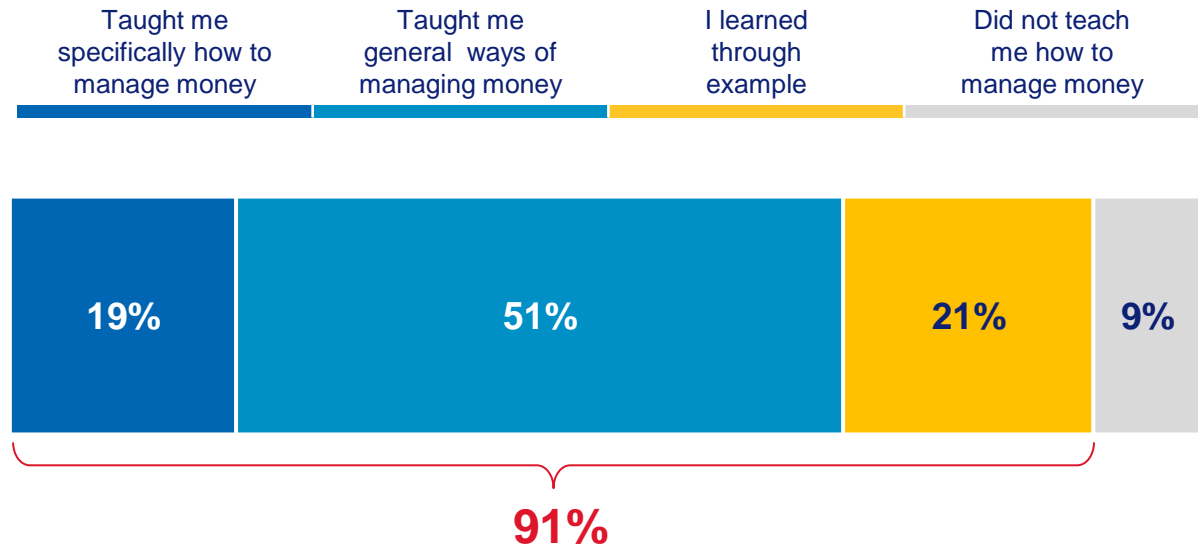 Taught me
specifically how to
manage money
Taught me
general  ways of
managing money
I learned
through
example
Did not teach
me how to
manage money
19%
51%
21%
9%
91%